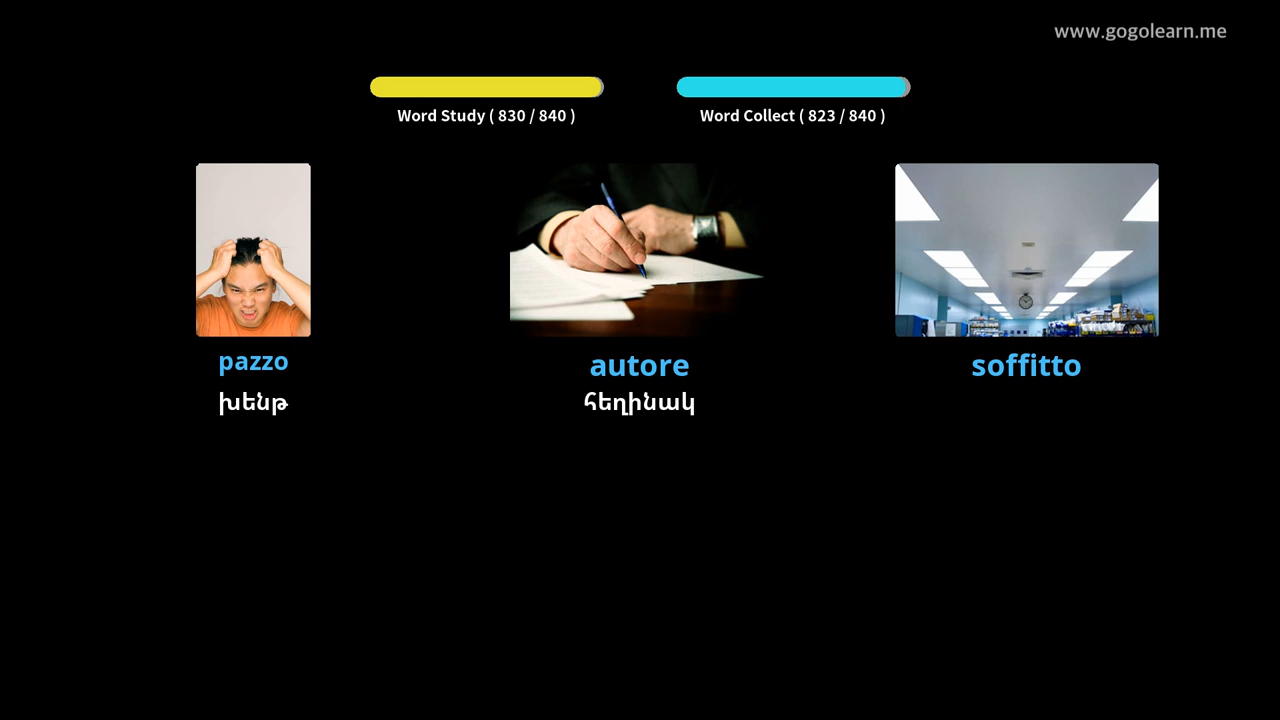 www.gogolearn.me
Word Study ( 830 / 840 )
Word Collect ( 823 / 840 )
pazzo
խենթ
autore
հեղինակ
soffitto